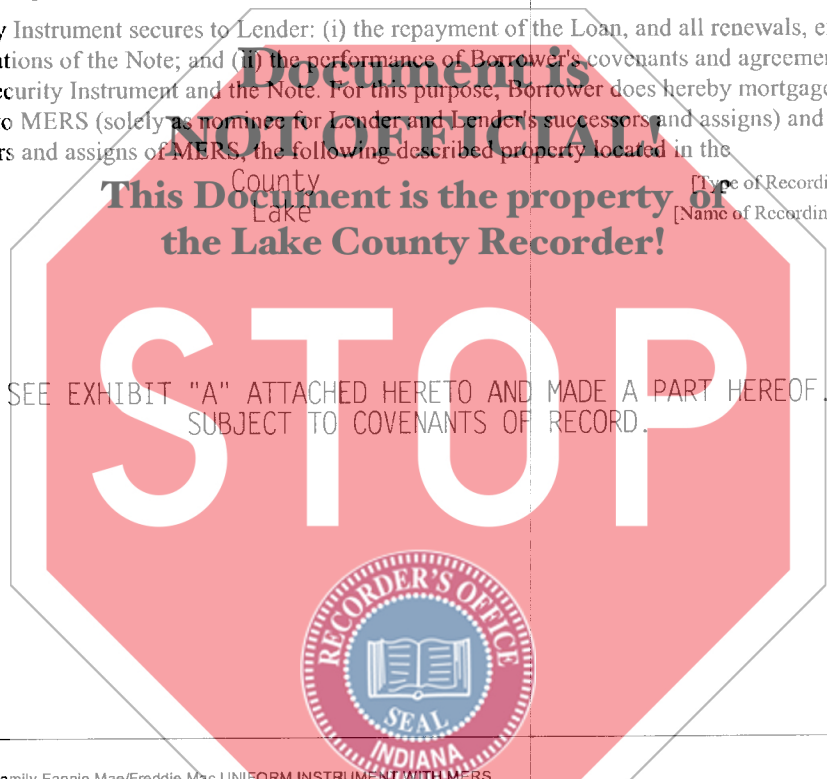 y Instrument secures to Lender: (i) the repayment of the Loan, and all renewals, e
tions of the Note; and (ii) the performance of Borrower's covenants and agreemen
ecurity Instrument and the Note. For this purpose, Borrower does hereby mortgage
o MERS (solely as nominee for Lender and Lender's successors and assigns) and
rs and assigns of MERS, the following described property located in the
County [Type of Recordin
Lake [Name of Recordin
Document is
NOT OFFICIAL!
This Document is the property of
the Lake County Recorder!
STOP
SEE EXHIBIT "A" ATTACHED HERETO AND MADE A PART HEREOF.
SUBJECT TO COVENANTS OF RECORD.
RECORDER'S OFFICE
SEAL
INDIANA
amily-Fannie Mae/Freddie Mac UNIFORM INSTRUMENT WITH MERS